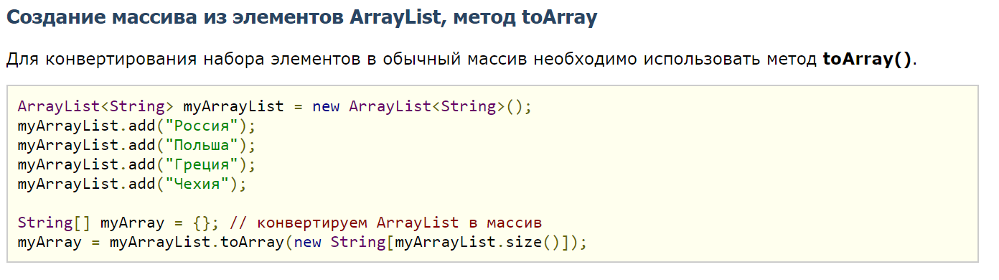 Создание массива из элементов ArrayList, метод toArray
Для конвертирования набора элементов в обычный массив необходимо использовать метод toArray().
ArrayList<String> myArrayList = new ArrayList<String>();
myArrayList.add("Россия");
myArrayList.add("Польша");
myArrayList.add("Греция");
myArrayList.add("Чехия");
String[] myArray = {}; // конвертируем ArrayList в массив
myArray = myArrayList.toArray(new String[myArrayList.size()]);